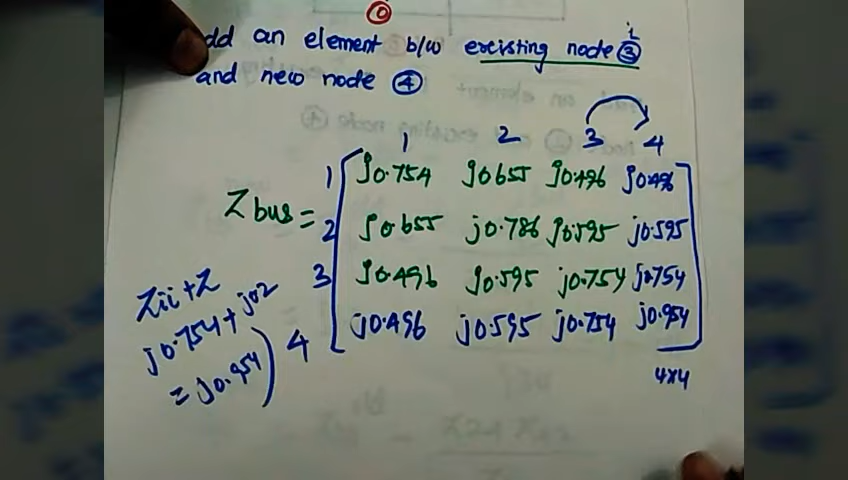 0
dd an element b/w excisting node 3
i
and new node 4
1 2 3 4
1 j0.754 j0.655 j0.496 j0.496
Zbus = 2 j0.655 j0.786 j0.595 j0.595
3 j0.496 j0.595 j0.754 j0.754
4 j0.496 j0.595 j0.754 j0.954
4x4
Zii + Z
j0.754 + j0.2
= j0.954